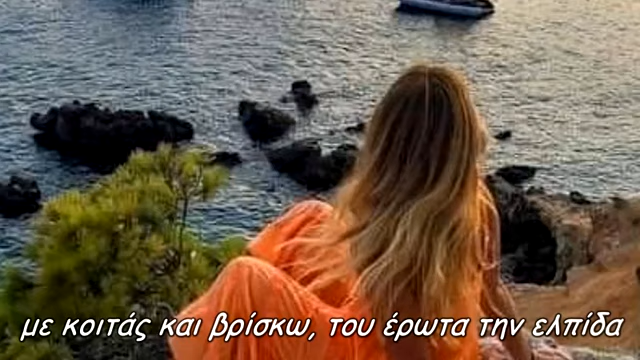 με κοιτάς και βρίσκω, του έρωτα την ελπίδα